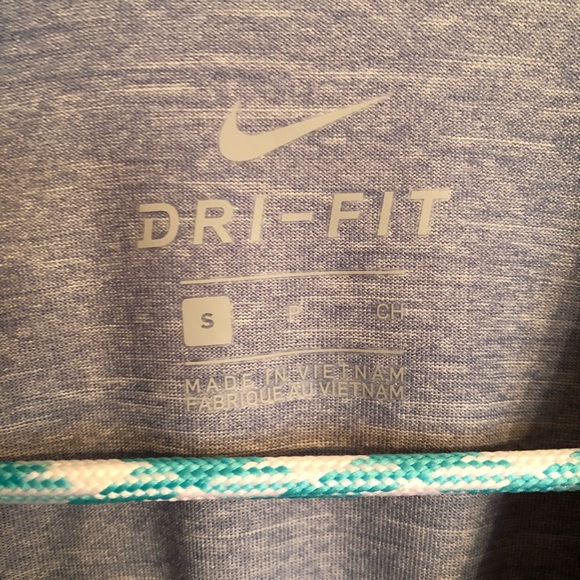 DRI-FIT
S P CH
MADE IN VIETNAM
FABRIQUE AU VIETNAM